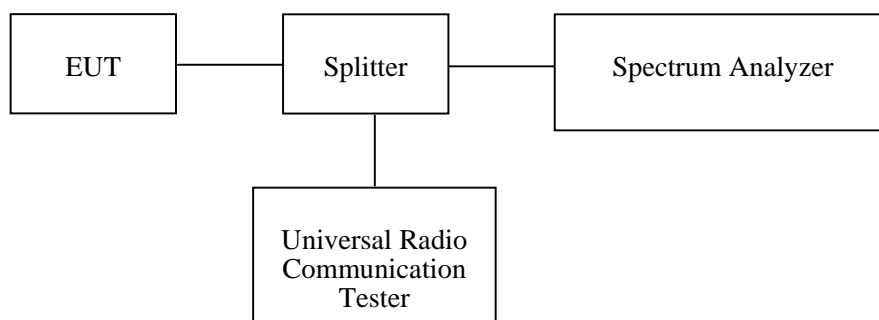 EUT
Splitter
Spectrum Analyzer
Universal Radio
Communication
Tester